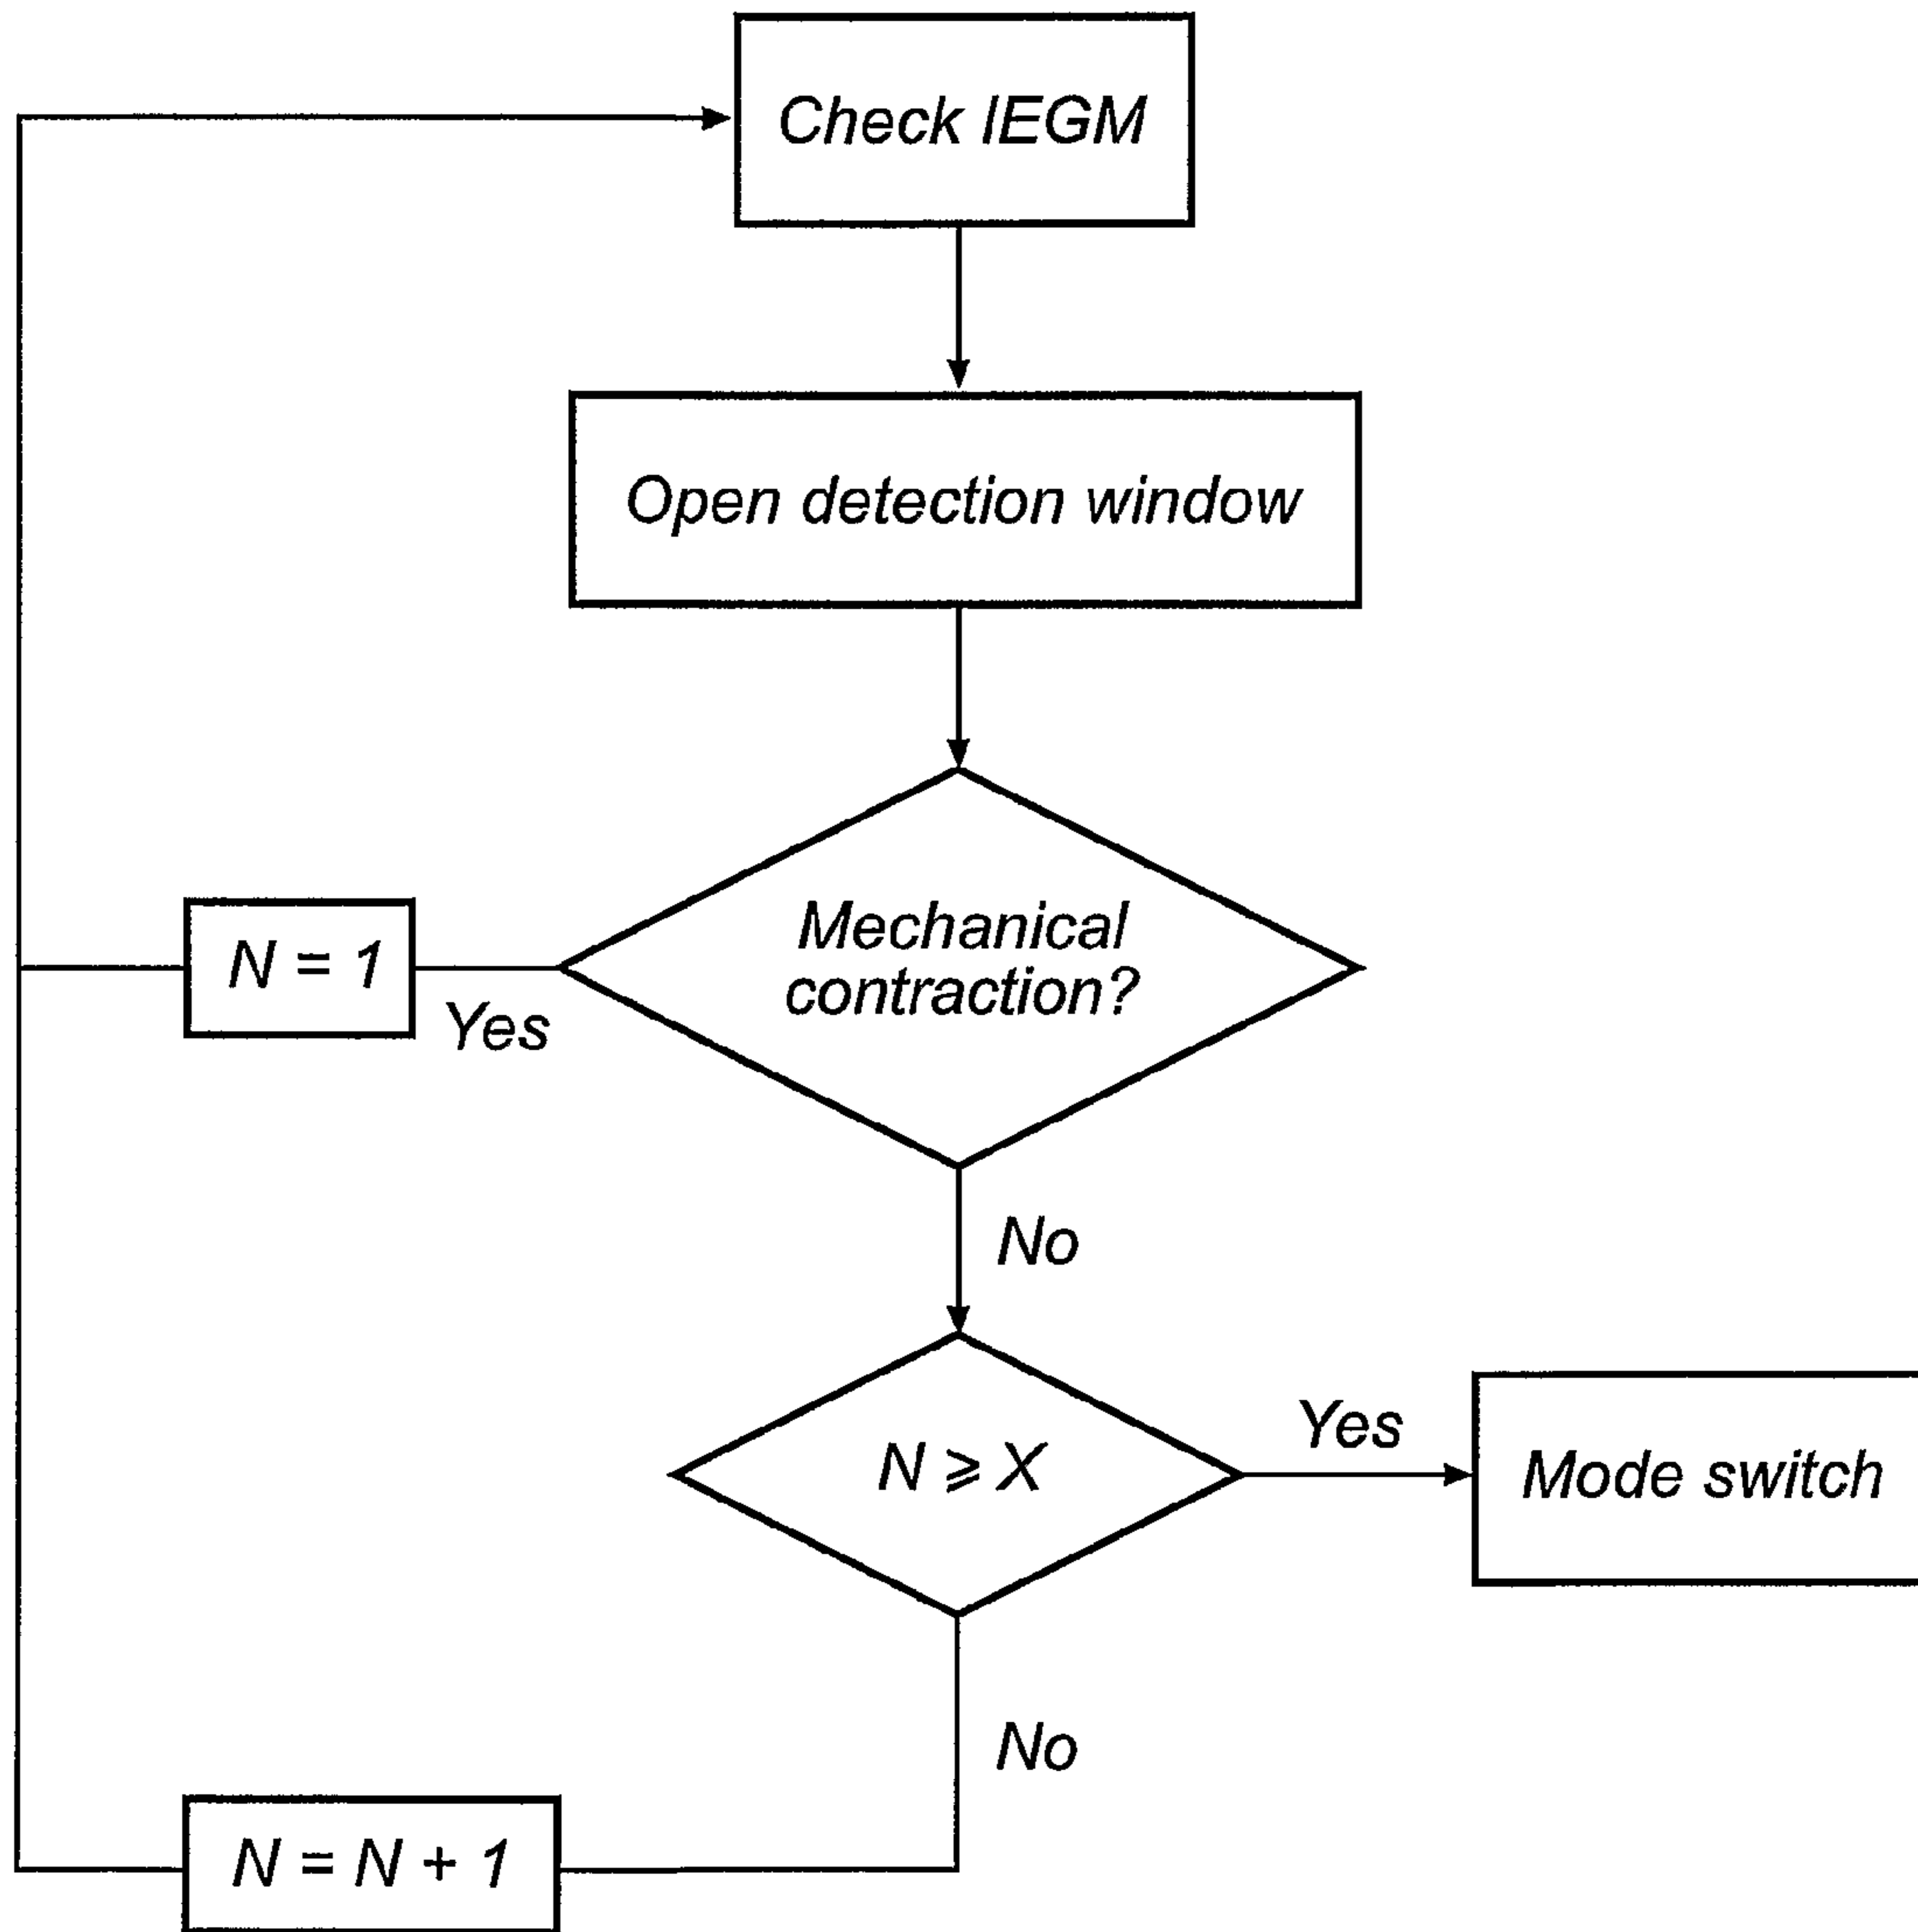 Check IEGM
Open detection window
Mechanical
contraction?
N = 1
Yes
No
N ⩾ X
Yes
Mode switch
No
N = N + 1